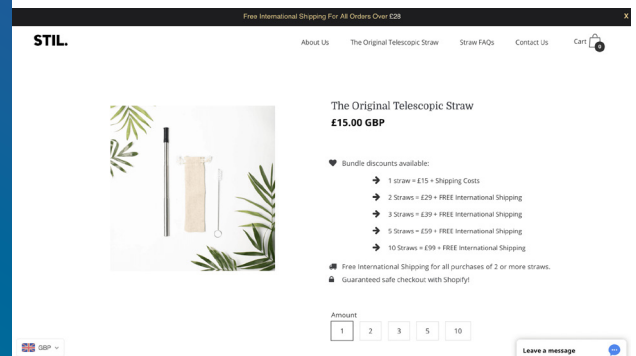 Free International Shipping For All Orders Over £28
X
STIL.
About Us
The Original Telescopic Straw
Straw FAQs
Contact Us
Cart
0
The Original Telescopic Straw
£15.00 GBP
Bundle discounts available:
1 straw = £15 + Shipping Costs
2 Straws = £29 + FREE International Shipping
3 Straws = £39 + FREE International Shipping
5 Straws = £59 + FREE International Shipping
10 Straws = £99 + FREE International Shipping
Free International Shipping for all purchases of 2 or more straws.
Guaranteed safe checkout with Shopify!
Amount
1
2
3
5
10
GBP
Leave a message